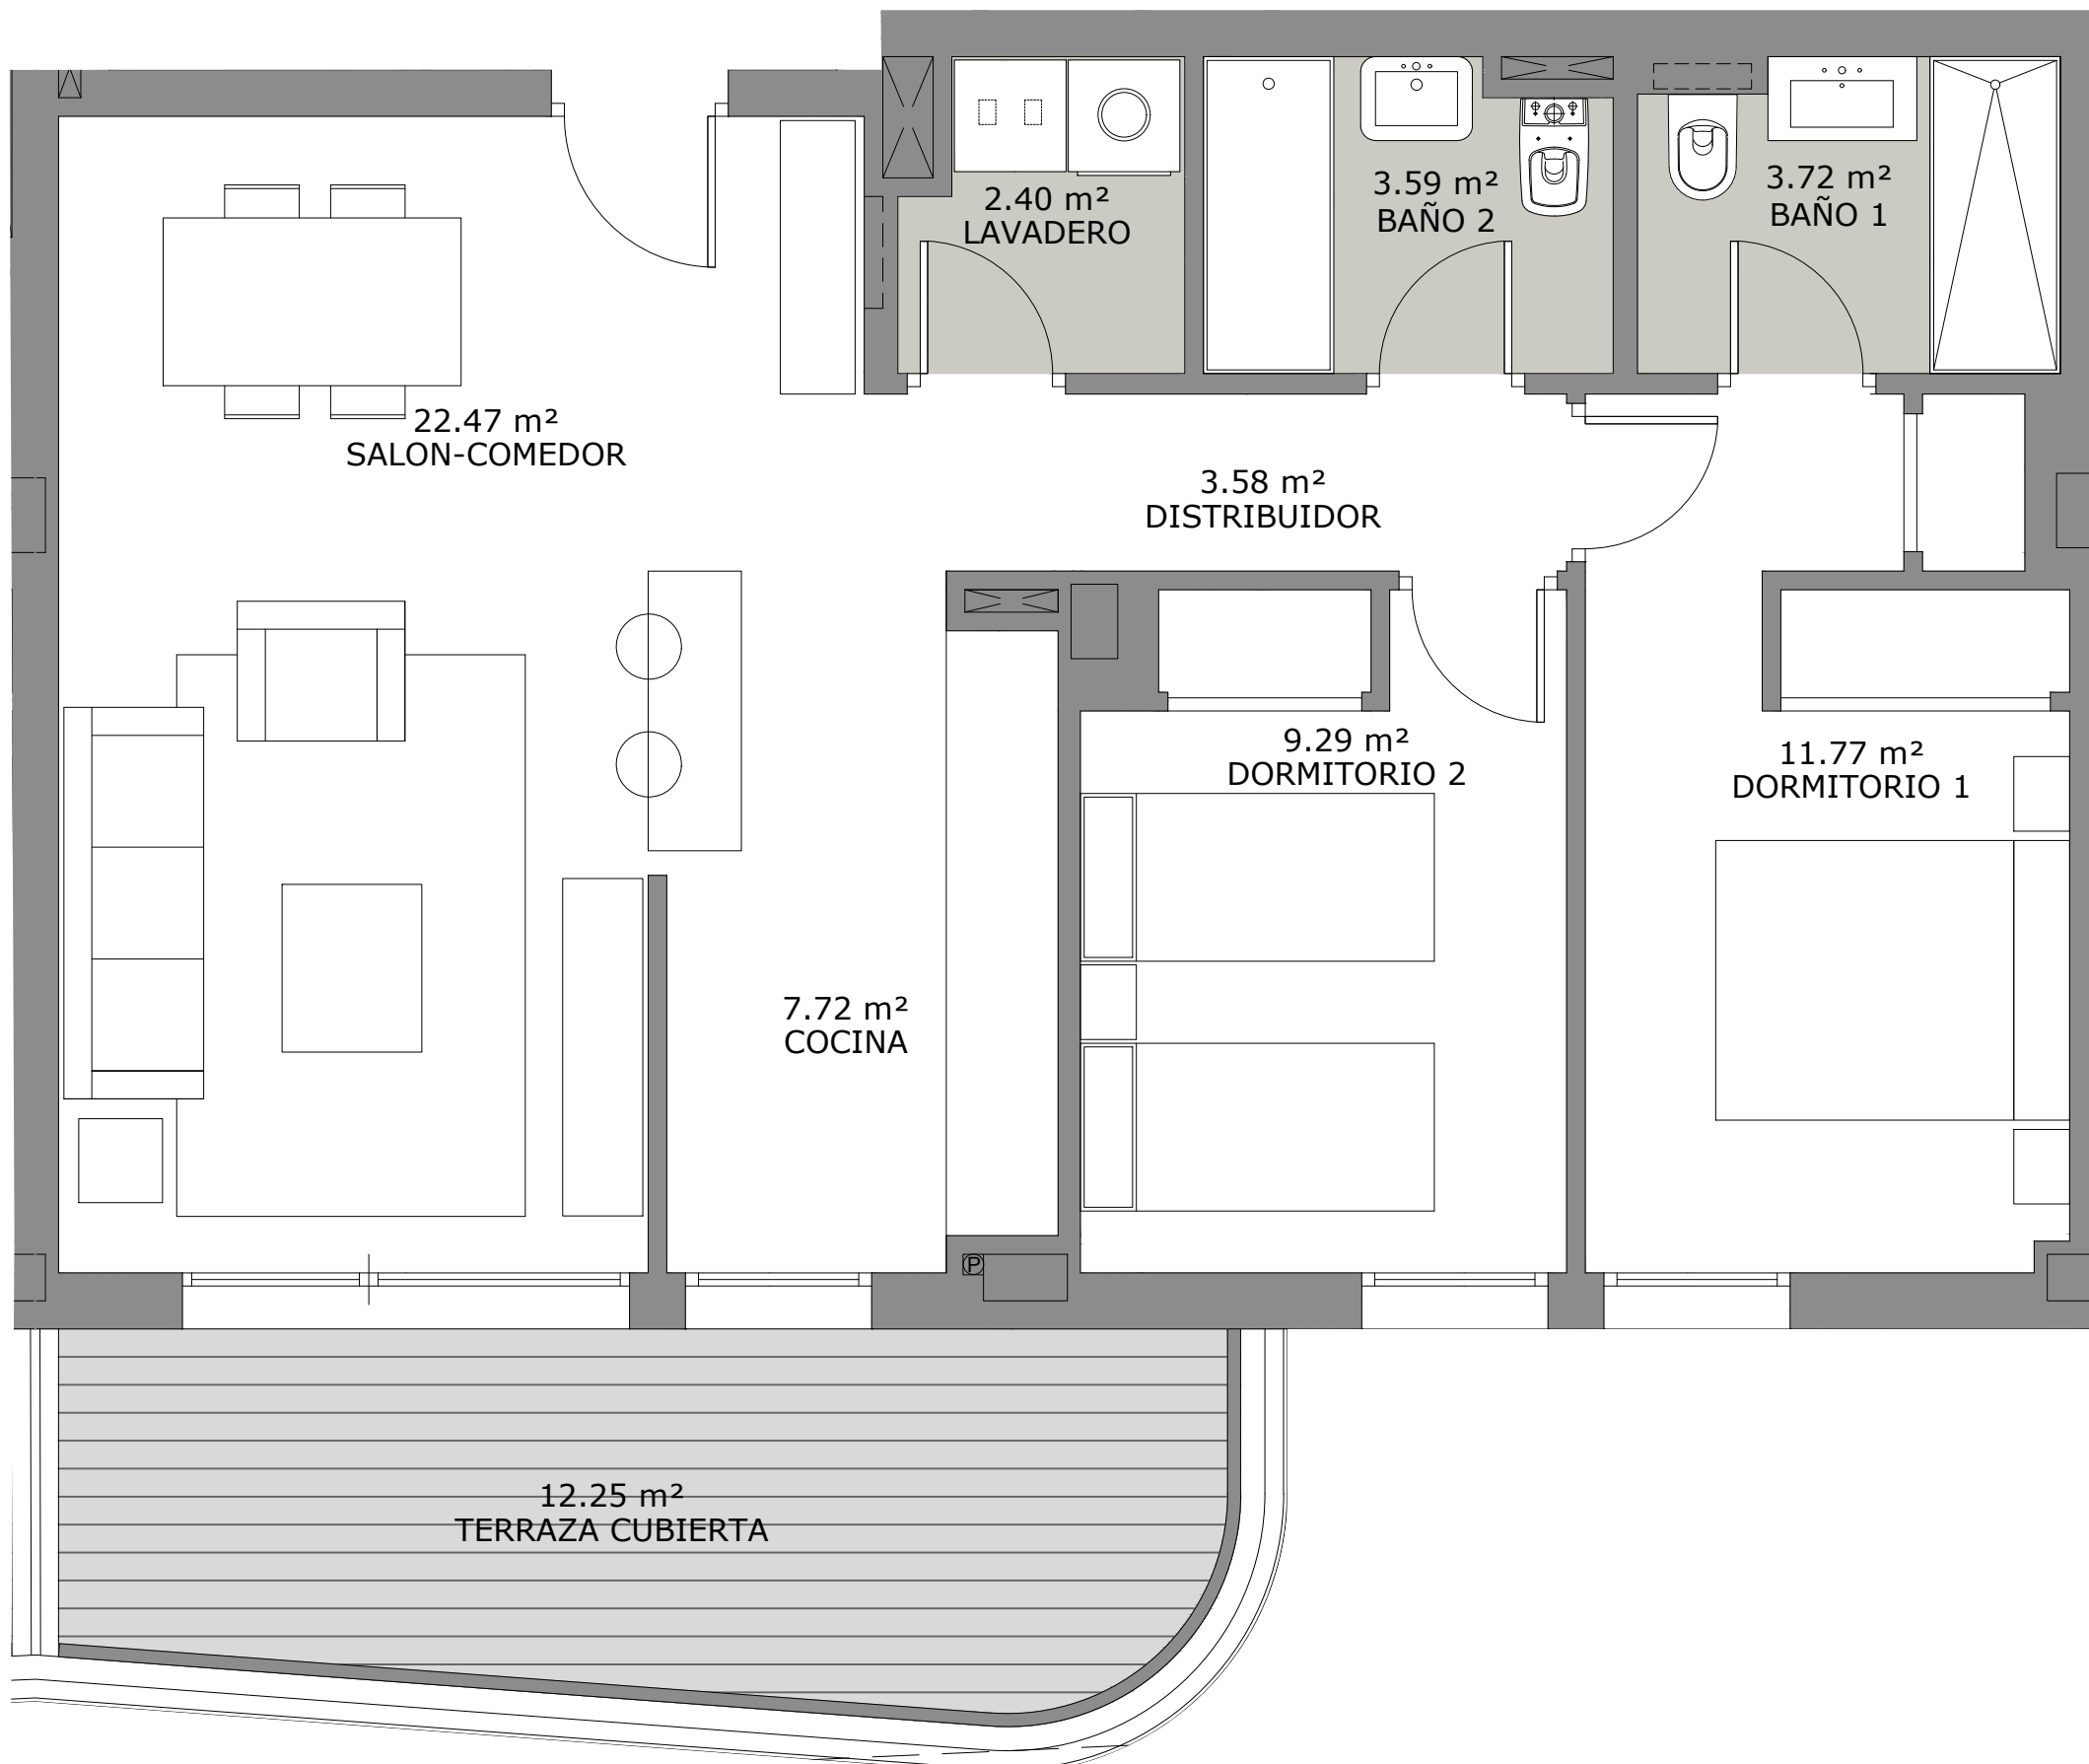 2.40 m²
LAVADERO
3.59 m²
BAÑO 2
3.72 m²
BAÑO 1
22.47 m²
SALON-COMEDOR
3.58 m²
DISTRIBUIDOR
9.29 m²
DORMITORIO 2
11.77 m²
DORMITORIO 1
7.72 m²
COCINA
P
12.25 m²
TERRAZA CUBIERTA